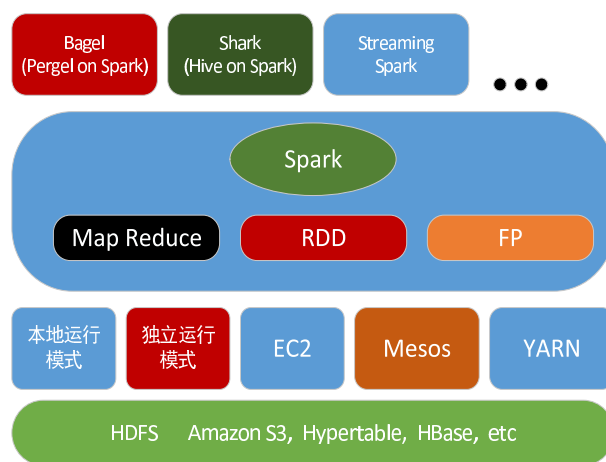 Bagel
(Pergel on Spark)
Shark
(Hive on Spark)
Streaming
Spark
Spark
Map Reduce
RDD
FP
本地运行
模式
独立运行
模式
EC2
Mesos
YARN
HDFS Amazon S3, Hypertable, HBase, etc